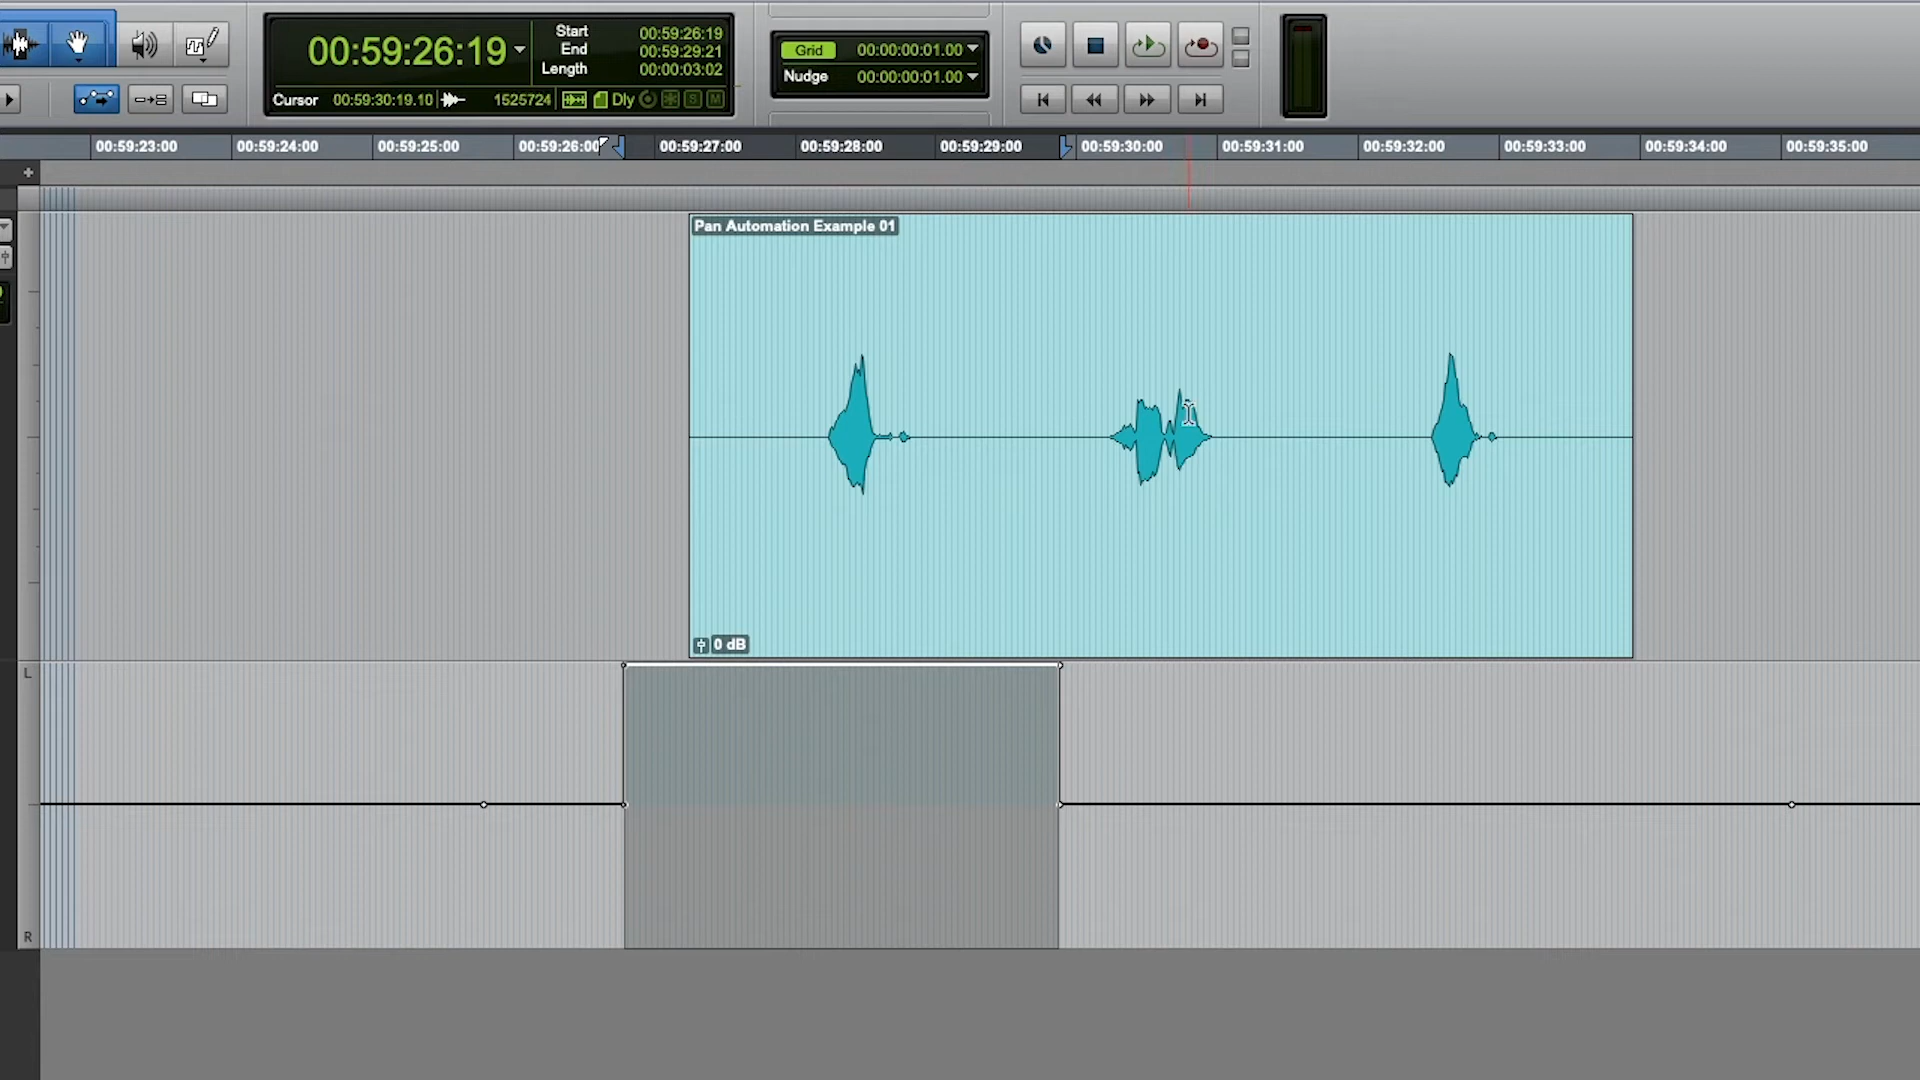 00:59:26:19
Start 00:59:26:19
End 00:59:29:21
Length 00:00:03:02
Cursor 00:59:30:19.10 1525724 Dly S M
Grid 00:00:00:01.00
Nudge 00:00:00:01.00
00:59:23:00 00:59:24:00 00:59:25:00 00:59:26:00 00:59:27:00 00:59:28:00 00:59:29:00 00:59:30:00 00:59:31:00 00:59:32:00 00:59:33:00 00:59:34:00 00:59:35:00
Pan Automation Example 01
0 dB
L
R